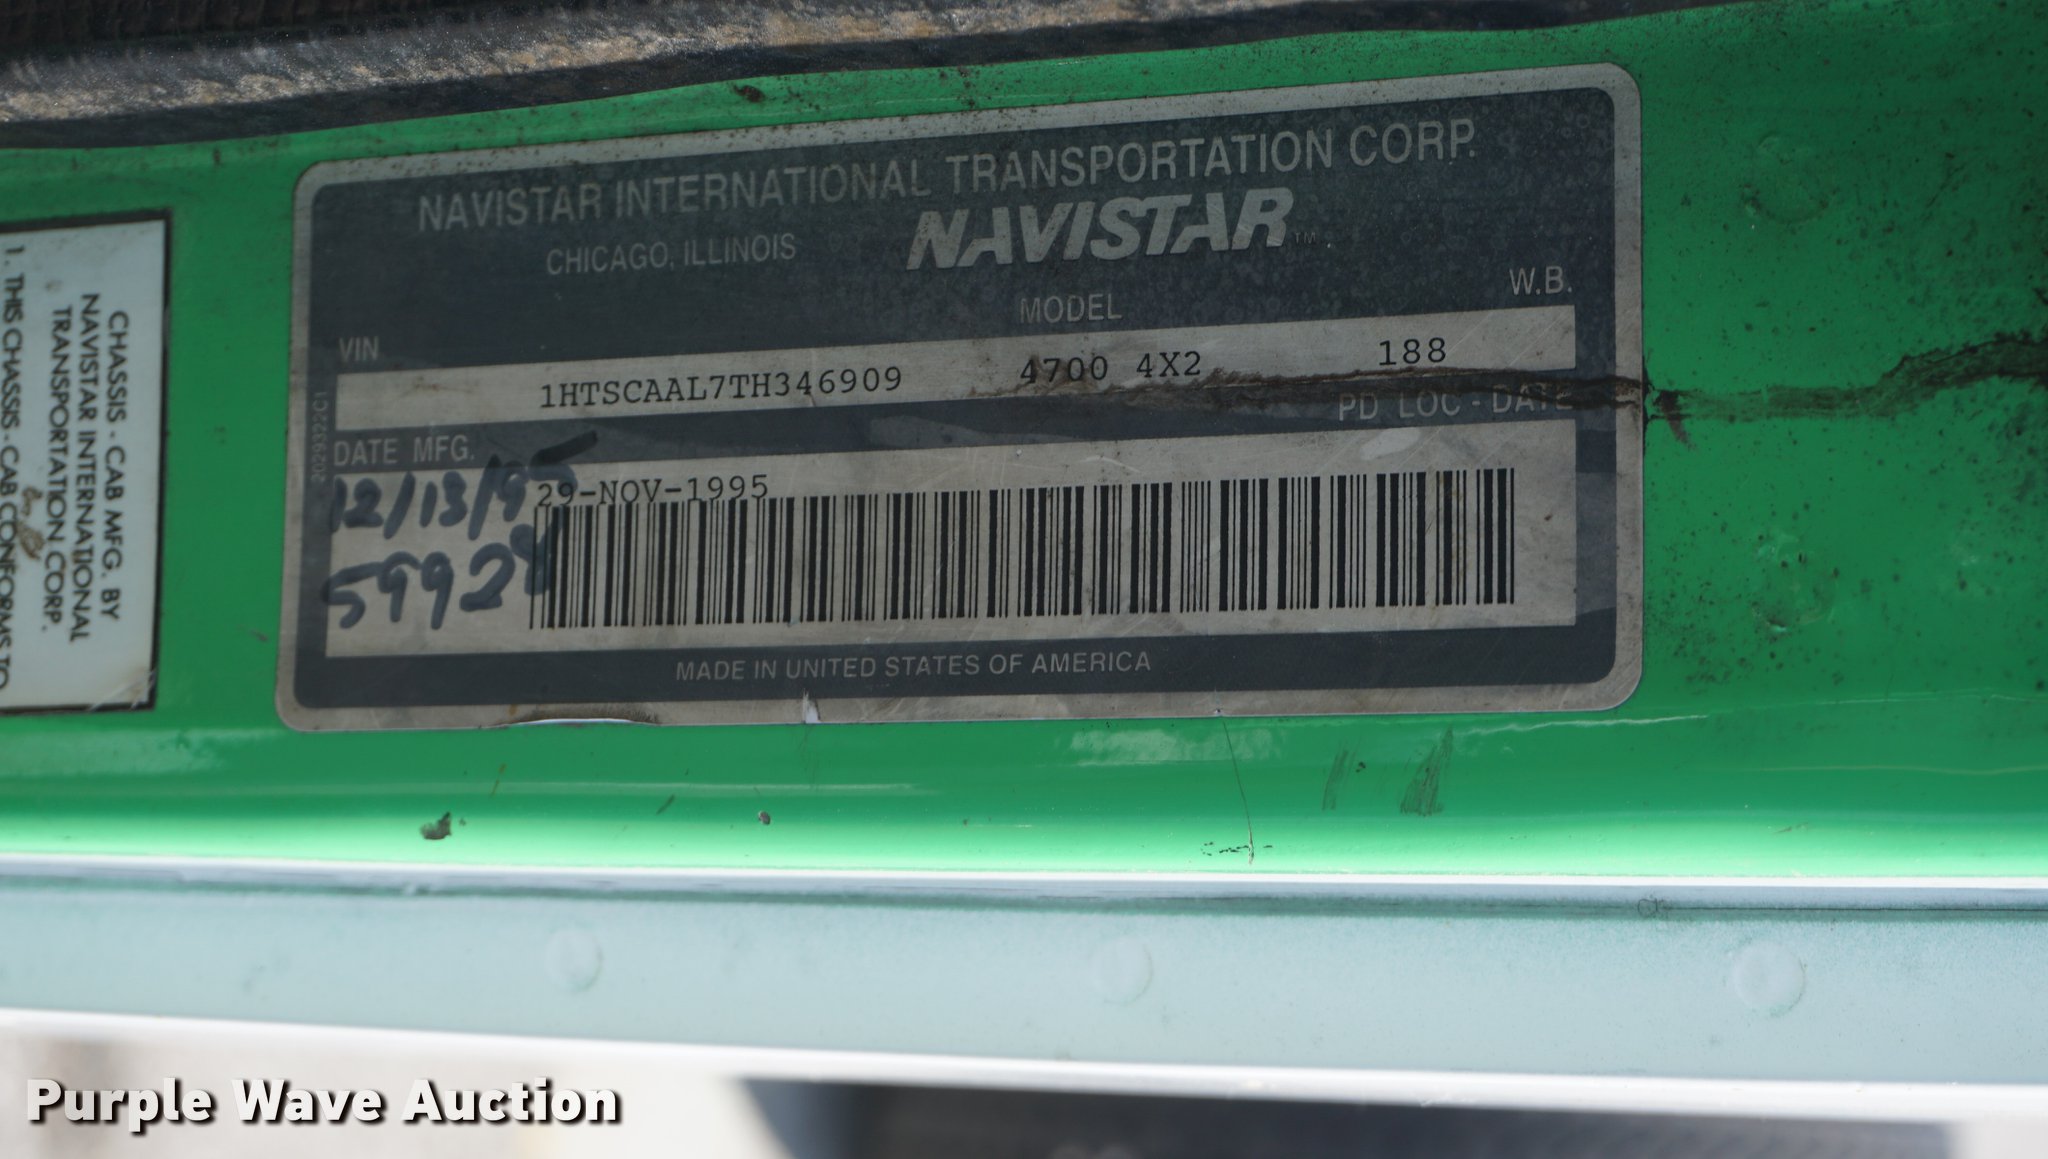 NAVISTAR INTERNATIONAL TRANSPORTATION CORP.
CHICAGO, ILLINOIS
NAVISTAR™
VIN
MODEL
W.B.
1HTSCAAL7TH346909
4700 4X2
188
DATE MFG.
PD LOC - DATE
29-NOV-1995
12/13/95
MADE IN UNITED STATES OF AMERICA
CHASSIS - CAB MFG. BY
NAVISTAR INTERNATIONAL
TRANSPORTATION CORP.
1. THIS CHASSIS - CAB CONFORMS TO
Purple Wave Auction